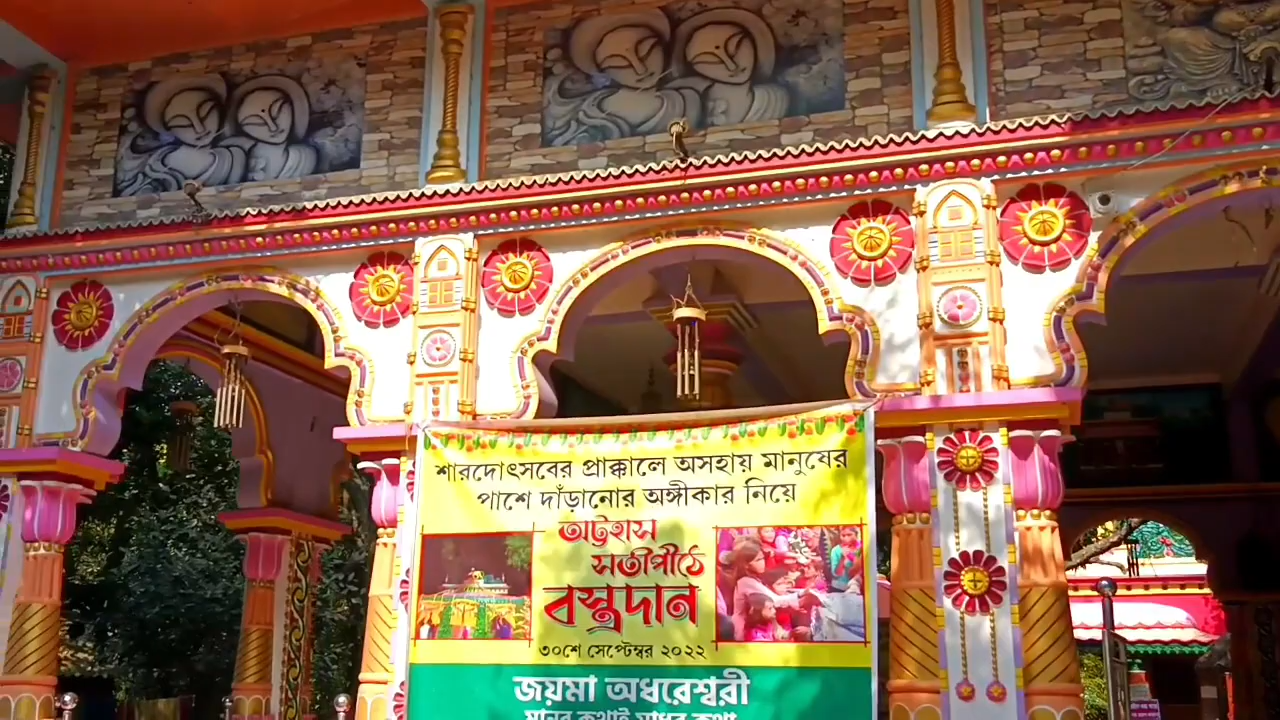 শারদোৎসবের প্রাক্কালে অসহায় মানুষের
পাশে দাঁড়ানোর অঙ্গীকার নিয়ে
অট্টহাস
সতীপীঠে
বস্ত্রদান
৩০শে সেপ্টেম্বর ২০২২
জয়মা অধরেশ্বরী